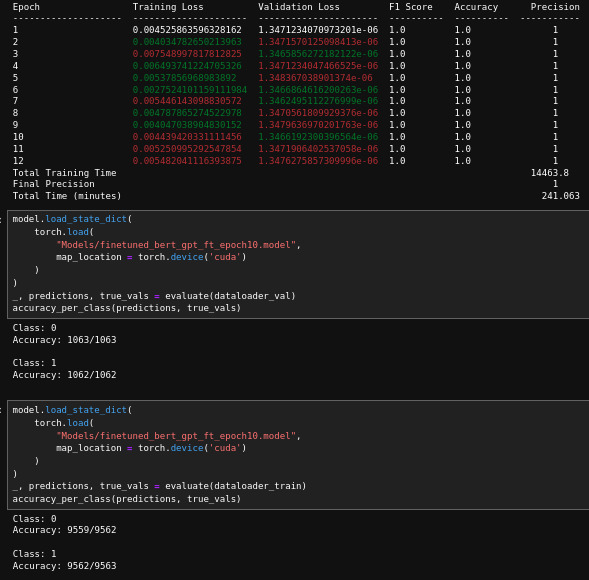 Epoch Training Loss Validation Loss F1 Score Accuracy Precision
--------------------- --------------------- ----------------------- ---------- ---------- -----------
1 0.004525863596328162 1.3471234070973201e-06 1.0 1.0 1
2 0.004034782650213963 1.3471570125098413e-06 1.0 1.0 1
3 0.007548997817812825 1.3465856272182122e-06 1.0 1.0 1
4 0.006493741224705326 1.3471234047466525e-06 1.0 1.0 1
5 0.00537856968983892 1.348367038901374e-06 1.0 1.0 1
6 0.0027524101159111984 1.3466864616200263e-06 1.0 1.0 1
7 0.005446143098830572 1.3462495112276999e-06 1.0 1.0 1
8 0.004787865274522978 1.3470561809929376e-06 1.0 1.0 1
9 0.004047038904830152 1.3479636970201763e-06 1.0 1.0 1
10 0.004439420331111456 1.3466192300396564e-06 1.0 1.0 1
11 0.005250995292547854 1.3471906402537058e-06 1.0 1.0 1
12 0.005482041116393875 1.3476275857309996e-06 1.0 1.0 1
Total Training Time 14463.8
Final Precision 1
Total Time (minutes) 241.063
model.load_state_dict(
torch.load(
"Models/finetuned_bert_gpt_ft_epoch10.model",
map_location = torch.device('cuda')
)
)
_, predictions, true_vals = evaluate(dataloader_val)
accuracy_per_class(predictions, true_vals)
Class: 0
Accuracy: 1063/1063
Class: 1
Accuracy: 1062/1062
model.load_state_dict(
torch.load(
"Models/finetuned_bert_gpt_ft_epoch10.model",
map_location = torch.device('cuda')
)
)
_, predictions, true_vals = evaluate(dataloader_train)
accuracy_per_class(predictions, true_vals)
Class: 0
Accuracy: 9559/9562
Class: 1
Accuracy: 9562/9563